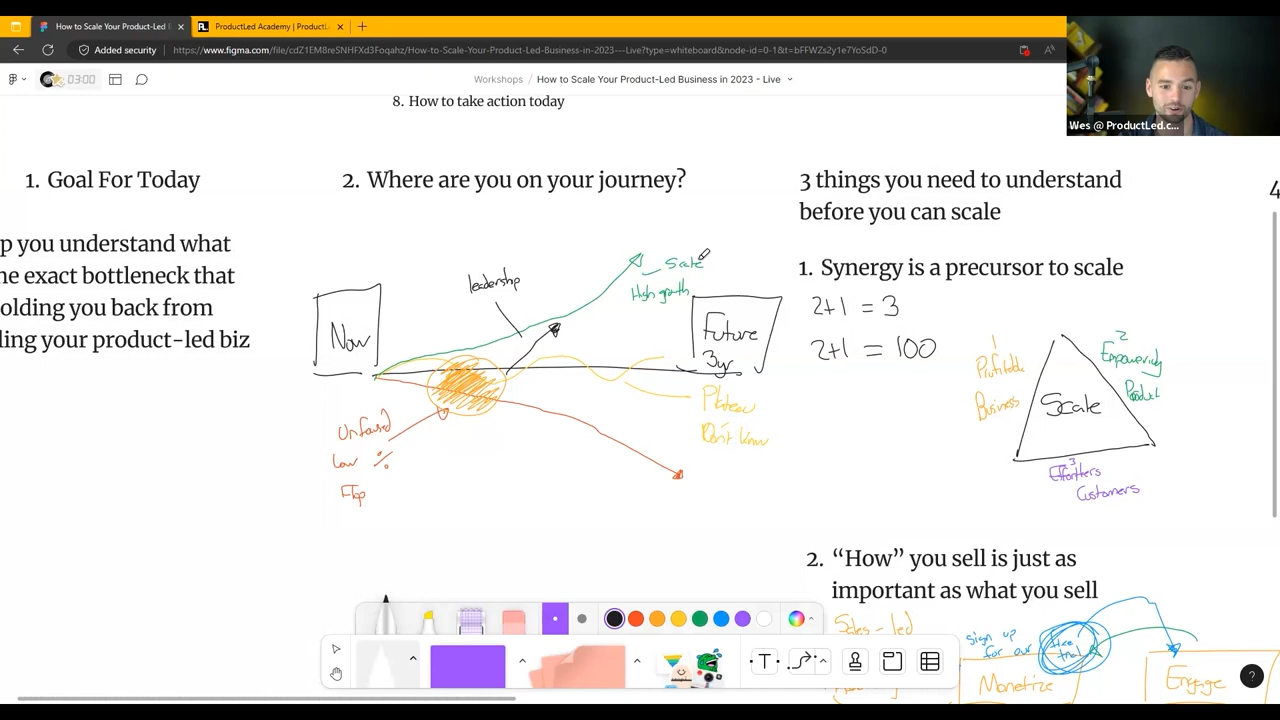 How to Scale Your Product-Led B
ProductLed Academy | ProductL
Added security
https://www.figma.com/file/cdZ1EM8reSNHFXd3Foqahz/How-to-Scale-Your-Product-Led-Business-in-2023---Live?type=whiteboard&node-id=0-1&t=bFFWZs2y1e7YoSdD-0
03:00
Workshops / How to Scale Your Product-Led Business in 2023 - Live
Wes @ ProductLed.c...
8. How to take action today
1. Goal For Today
p you understand what
ne exact bottleneck that
olding you back from
ling your product-led biz
2. Where are you on your journey?
leadership
Scale
High growth
Now
Future
3yr
Plateau
Don't know
Unfocused
Low %
Flop
3 things you need to understand
before you can scale
1. Synergy is a precursor to scale
2+1 = 3
2+1 = 100
1
Profitable
Business
2
Empowering
Product
Scale
3
Customers
4
2. “How” you sell is just as
important as what you sell
Sales-led
Sign up
for our
free
trial
Monetize
Engage
T
?